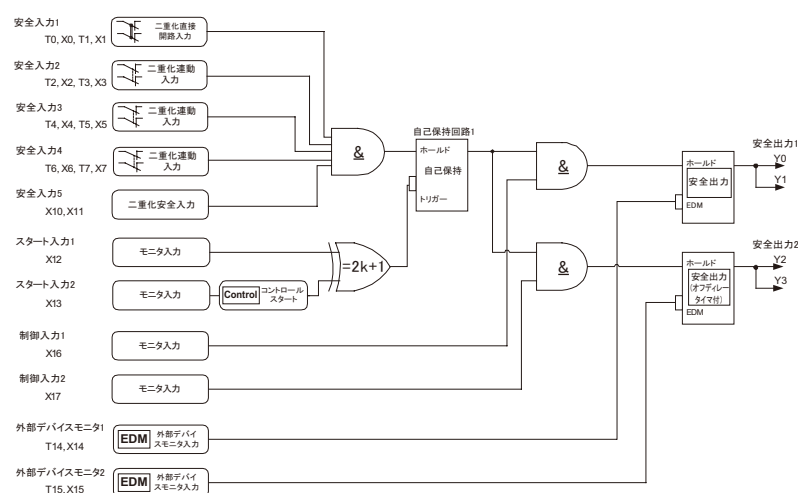 安全入力1
T0, X0, T1, X1
二重化直接
開路入力
安全入力2
T2, X2, T3, X3
二重化連動
入力
安全入力3
T4, X4, T5, X5
二重化連動
入力
安全入力4
T6, X6, T7, X7
二重化連動
入力
安全入力5
X10, X11
二重化安全入力
スタート入力1
X12
モニタ入力
スタート入力2
X13
モニタ入力
Control
コントロール
スタート
制御入力1
X16
モニタ入力
制御入力2
X17
モニタ入力
外部デバイスモニタ1
T14, X14
EDM
外部デバイ
スモニタ入力
外部デバイスモニタ2
T15, X15
EDM
外部デバイ
スモニタ入力
&
=2k+1
自己保持回路1
ホールド
自己保持
トリガー
&
&
安全出力1
Y0
Y1
ホールド
安全出力
EDM
安全出力2
Y2
Y3
ホールド
安全出力
(オフディレー
タイマ付)
EDM